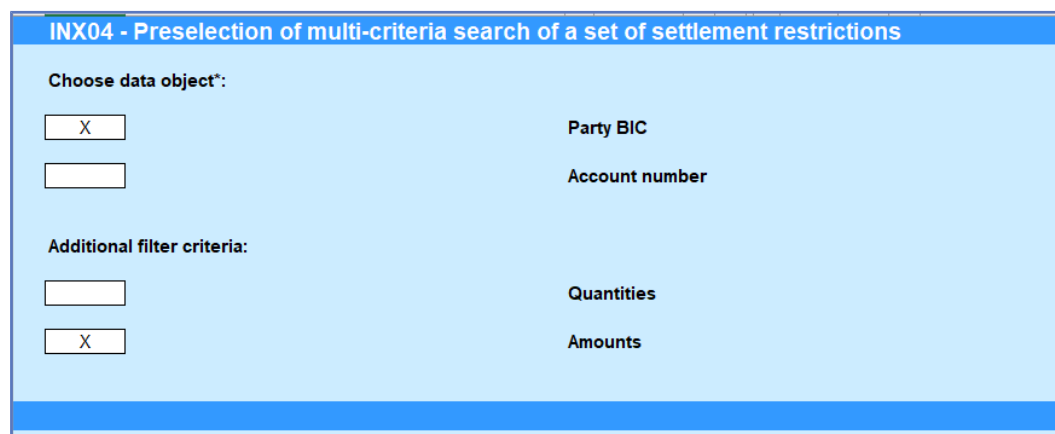 INX04 - Preselection of multi-criteria search of a set of settlement restrictions
Choose data object*:
X Party BIC
Account number
Additional filter criteria:
Quantities
X Amounts